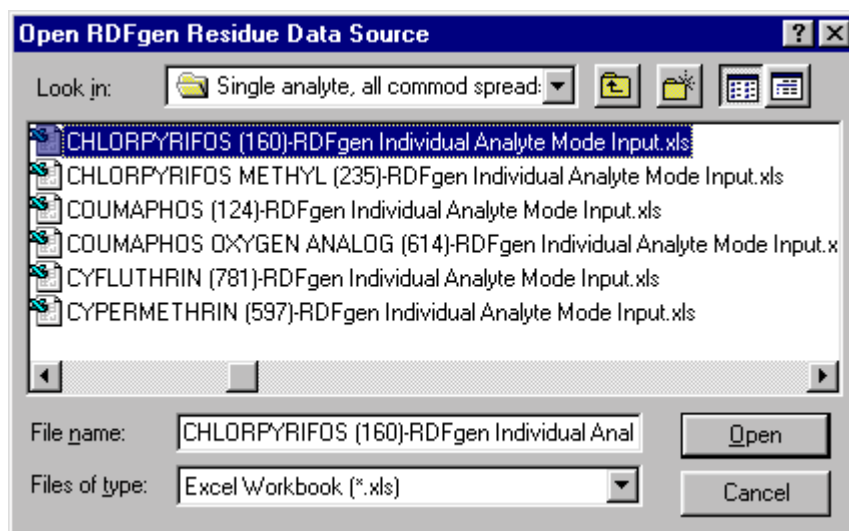 Open RDFgen Residue Data Source
Look in: Single analyte, all commod spread:
CHLORPYRIFOS (160)-RDFgen Individual Analyte Mode Input.xls
CHLORPYRIFOS METHYL (235)-RDFgen Individual Analyte Mode Input.xls
COUMAPHOS (124)-RDFgen Individual Analyte Mode Input.xls
COUMAPHOS OXYGEN ANALOG (614)-RDFgen Individual Analyte Mode Input.x
CYFLUTHRIN (781)-RDFgen Individual Analyte Mode Input.xls
CYPERMETHRIN (597)-RDFgen Individual Analyte Mode Input.xls
File name: CHLORPYRIFOS (160)-RDFgen Individual Anal Open
Files of type: Excel Workbook (*.xls) Cancel